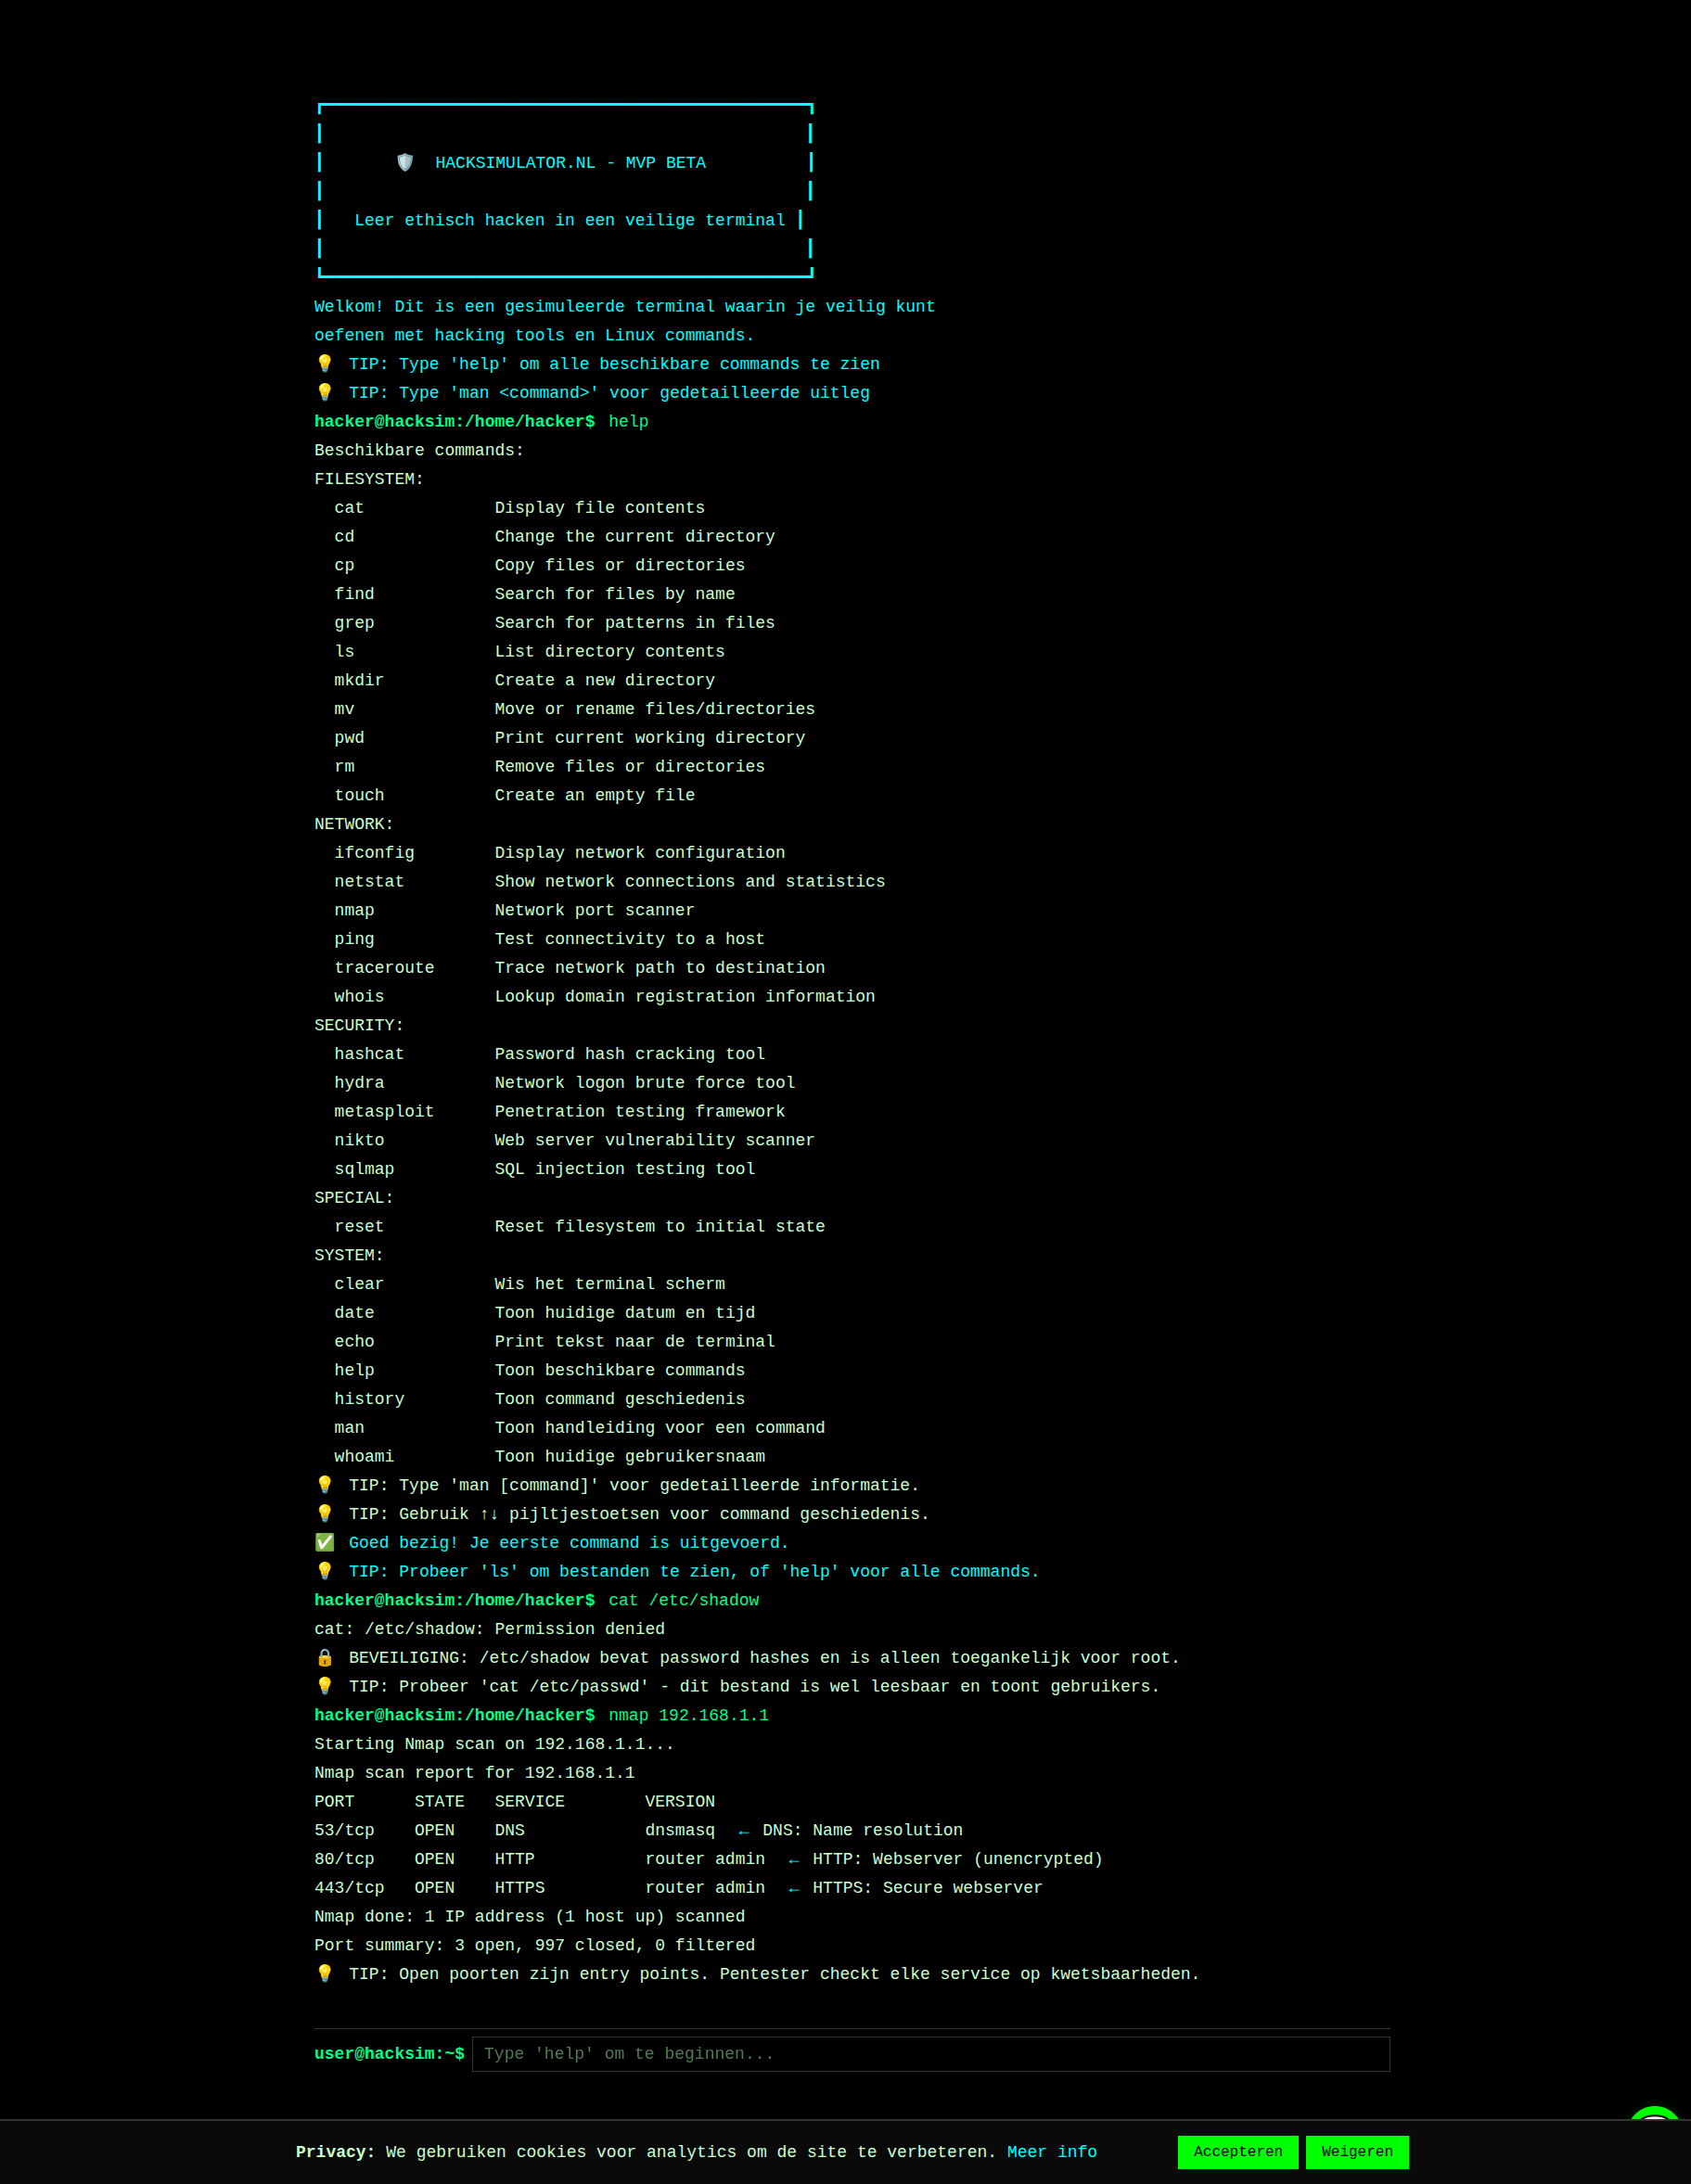 🛡️ HACKSIMULATOR.NL - MVP BETA
Leer ethisch hacken in een veilige terminal
Welkom! Dit is een gesimuleerde terminal waarin je veilig kunt
oefenen met hacking tools en Linux commands.
💡 TIP: Type 'help' om alle beschikbare commands te zien
💡 TIP: Type 'man <command>' voor gedetailleerde uitleg
hacker@hacksim:/home/hacker$ help
Beschikbare commands:
FILESYSTEM:
  cat             Display file contents
  cd              Change the current directory
  cp              Copy files or directories
  find            Search for files by name
  grep            Search for patterns in files
  ls              List directory contents
  mkdir           Create a new directory
  mv              Move or rename files/directories
  pwd             Print current working directory
  rm              Remove files or directories
  touch           Create an empty file
NETWORK:
  ifconfig        Display network configuration
  netstat         Show network connections and statistics
  nmap            Network port scanner
  ping            Test connectivity to a host
  traceroute      Trace network path to destination
  whois           Lookup domain registration information
SECURITY:
  hashcat         Password hash cracking tool
  hydra           Network logon brute force tool
  metasploit      Penetration testing framework
  nikto           Web server vulnerability scanner
  sqlmap          SQL injection testing tool
SPECIAL:
  reset           Reset filesystem to initial state
SYSTEM:
  clear           Wis het terminal scherm
  date            Toon huidige datum en tijd
  echo            Print tekst naar de terminal
  help            Toon beschikbare commands
  history         Toon command geschiedenis
  man             Toon handleiding voor een command
  whoami          Toon huidige gebruikersnaam
💡 TIP: Type 'man [command]' voor gedetailleerde informatie.
💡 TIP: Gebruik ↑↓ pijltjestoetsen voor command geschiedenis.
✅ Goed bezig! Je eerste command is uitgevoerd.
💡 TIP: Probeer 'ls' om bestanden te zien, of 'help' voor alle commands.
hacker@hacksim:/home/hacker$ cat /etc/shadow
cat: /etc/shadow: Permission denied
🔒 BEVEILIGING: /etc/shadow bevat password hashes en is alleen toegankelijk voor root.
💡 TIP: Probeer 'cat /etc/passwd' - dit bestand is wel leesbaar en toont gebruikers.
hacker@hacksim:/home/hacker$ nmap 192.168.1.1
Starting Nmap scan on 192.168.1.1...
Nmap scan report for 192.168.1.1
PORT      STATE   SERVICE        VERSION
53/tcp    OPEN    DNS            dnsmasq  ← DNS: Name resolution
80/tcp    OPEN    HTTP           router admin  ← HTTP: Webserver (unencrypted)
443/tcp   OPEN    HTTPS          router admin  ← HTTPS: Secure webserver
Nmap done: 1 IP address (1 host up) scanned
Port summary: 3 open, 997 closed, 0 filtered
💡 TIP: Open poorten zijn entry points. Pentester checkt elke service op kwetsbaarheden.
user@hacksim:~$ Type 'help' om te beginnen...
Privacy: We gebruiken cookies voor analytics om de site te verbeteren. Meer info Accepteren Weigeren